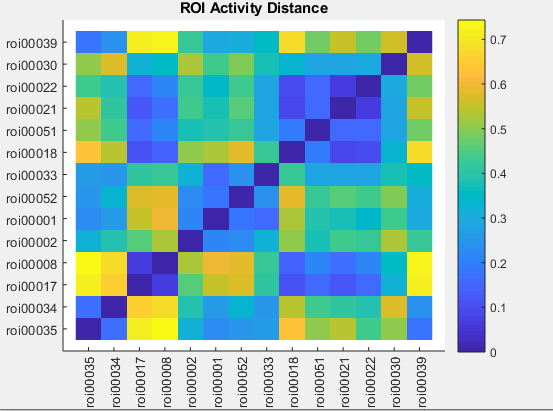 ROI Activity Distance
roi00039
roi00030
roi00022
roi00021
roi00051
roi00018
roi00033
roi00052
roi00001
roi00002
roi00008
roi00017
roi00034
roi00035
roi00035
roi00034
roi00017
roi00008
roi00002
roi00001
roi00052
roi00033
roi00018
roi00051
roi00021
roi00022
roi00030
roi00039
0.7
0.6
0.5
0.4
0.3
0.2
0.1
0